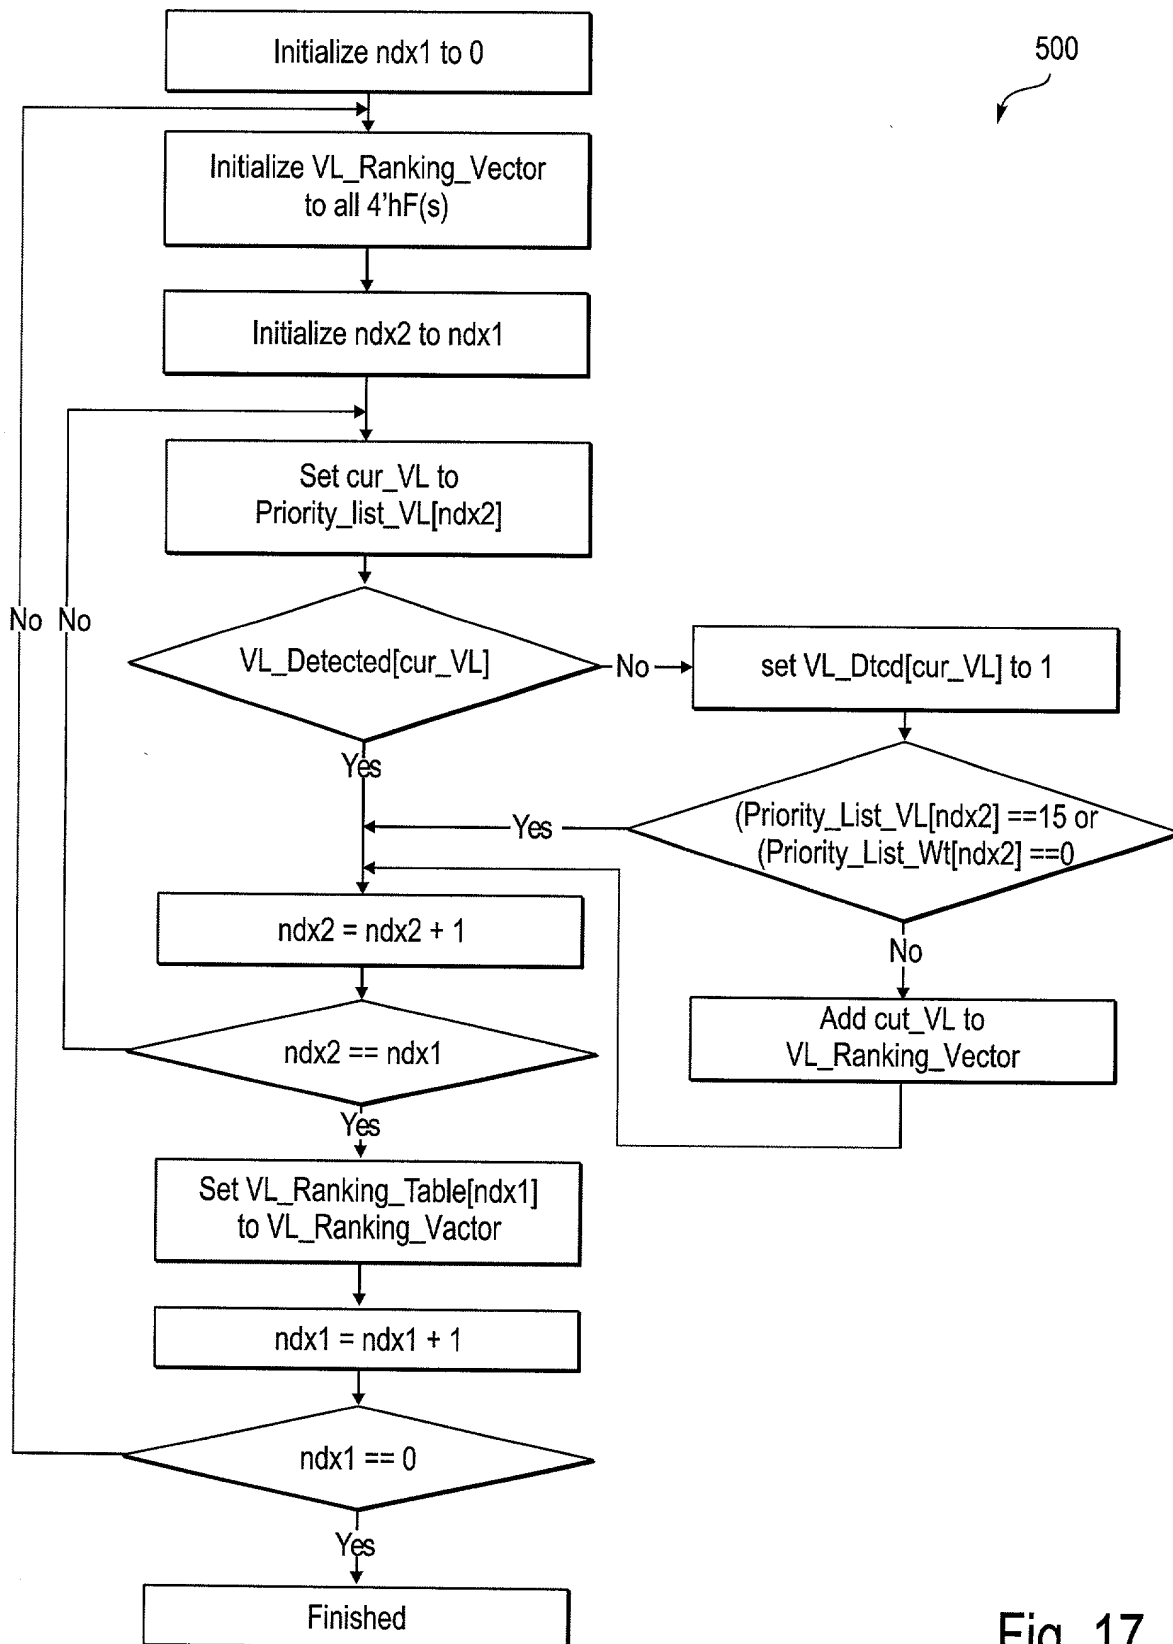 Initialize ndx1 to 0
500
Initialize VL_Ranking_Vector
to all 4'hF(s)
Initialize ndx2 to ndx1
Set cur_VL to
Priority_list_VL[ndx2]
No
No
VL_Detected[cur_VL]
No
set VL_Dtcd[cur_VL] to 1
Yes
(Priority_List_VL[ndx2] ==15 or
(Priority_List_Wt[ndx2] ==0
Yes
No
ndx2 = ndx2 + 1
Add cut_VL to
VL_Ranking_Vector
ndx2 == ndx1
Yes
Set VL_Ranking_Table[ndx1]
to VL_Ranking_Vactor
ndx1 = ndx1 + 1
ndx1 == 0
Yes
Finished
Fig. 17